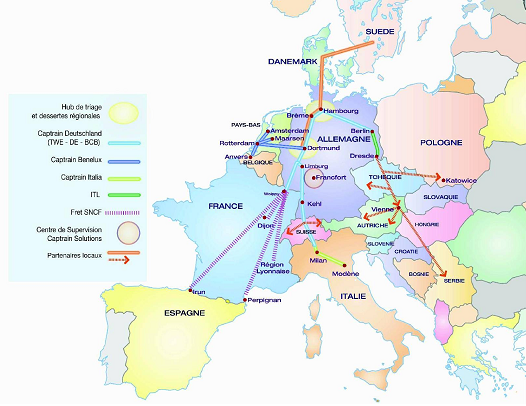 SUEDE
DANEMARK
Hub de triage
et dessertes régionales
Captrain Deutschland
(TWE - DE - BCB)
Captrain Benelux
Captrain Italia
ITL
Fret SNCF
Centre de Supervision
Captrain Solutions
Partenaires locaux
Hambourg
Brême
PAYS-BAS
Amsterdam
Maarsen
Rotterdam
Berlin
ALLEMAGNE
Dortmund
POLOGNE
Anvers
BELGIQUE
Dresde
Limburg
Francfort
TCHEQUIE
Katowice
SLOVAQUIE
FRANCE
Kehl
Vienne
Dijon
SUISSE
AUTRICHE
HONGRIE
SLOVENIE
CROATIE
Région
Lyonnaise
Milan
Modène
BOSNIE
SERBIE
Irun
Perpignan
ITALIE
ESPAGNE